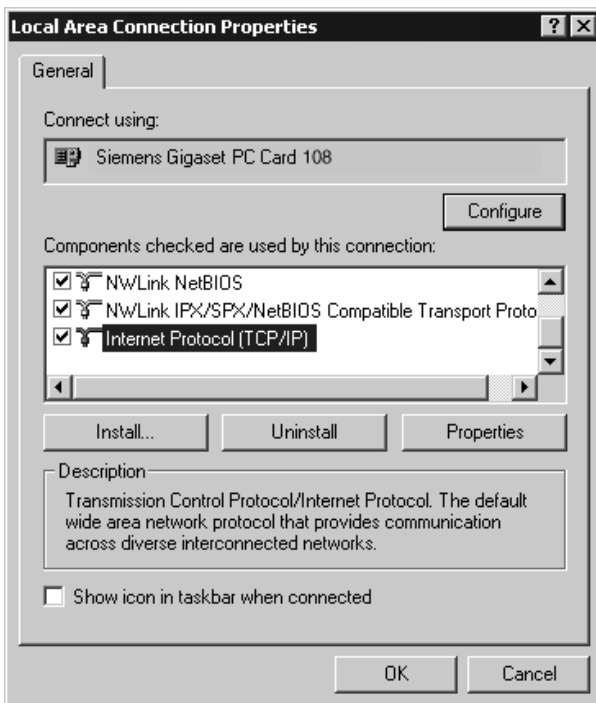 Local Area Connection Properties
General
Connect using:
Siemens Gigaset PC Card 108
Configure
Components checked are used by this connection:
NWLink NetBIOS
NWLink IPX/SPX/NetBIOS Compatible Transport Proto
Internet Protocol (TCP/IP)
Install... Uninstall Properties
Description
Transmission Control Protocol/Internet Protocol. The default
wide area network protocol that provides communication
across diverse interconnected networks.
Show icon in taskbar when connected
OK Cancel